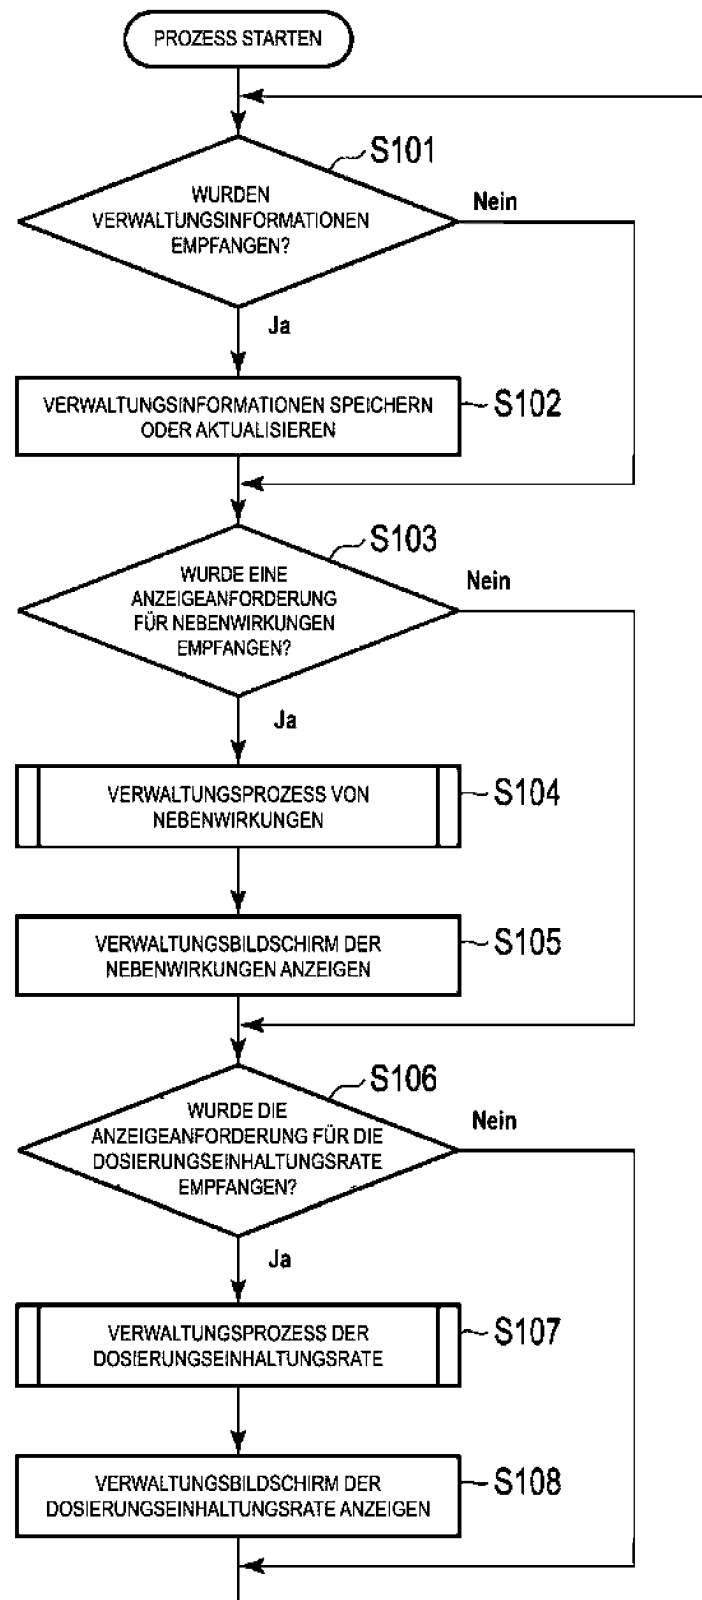 PROZESS STARTEN
S101
WURDEN
VERWALTUNGSINFORMATIONEN
EMPFANGEN?
Nein
Ja
VERWALTUNGSINFORMATIONEN SPEICHERN
ODER AKTUALISIEREN
S102
S103
WURDE EINE
ANZEIGEANFORDERUNG
FÜR NEBENWIRKUNGEN
EMPFANGEN?
Nein
Ja
VERWALTUNGSPROZESS VON
NEBENWIRKUNGEN
S104
VERWALTUNGSBILDSCHIRM DER
NEBENWIRKUNGEN ANZEIGEN
S105
S106
WURDE DIE
ANZEIGEANFORDERUNG FÜR DIE
DOSIERUNGSEINHALTUNGSRATE
EMPFANGEN?
Nein
Ja
VERWALTUNGSPROZESS DER
DOSIERUNGSEINHALTUNGSRATE
S107
VERWALTUNGSBILDSCHIRM DER
DOSIERUNGSEINHALTUNGSRATE ANZEIGEN
S108